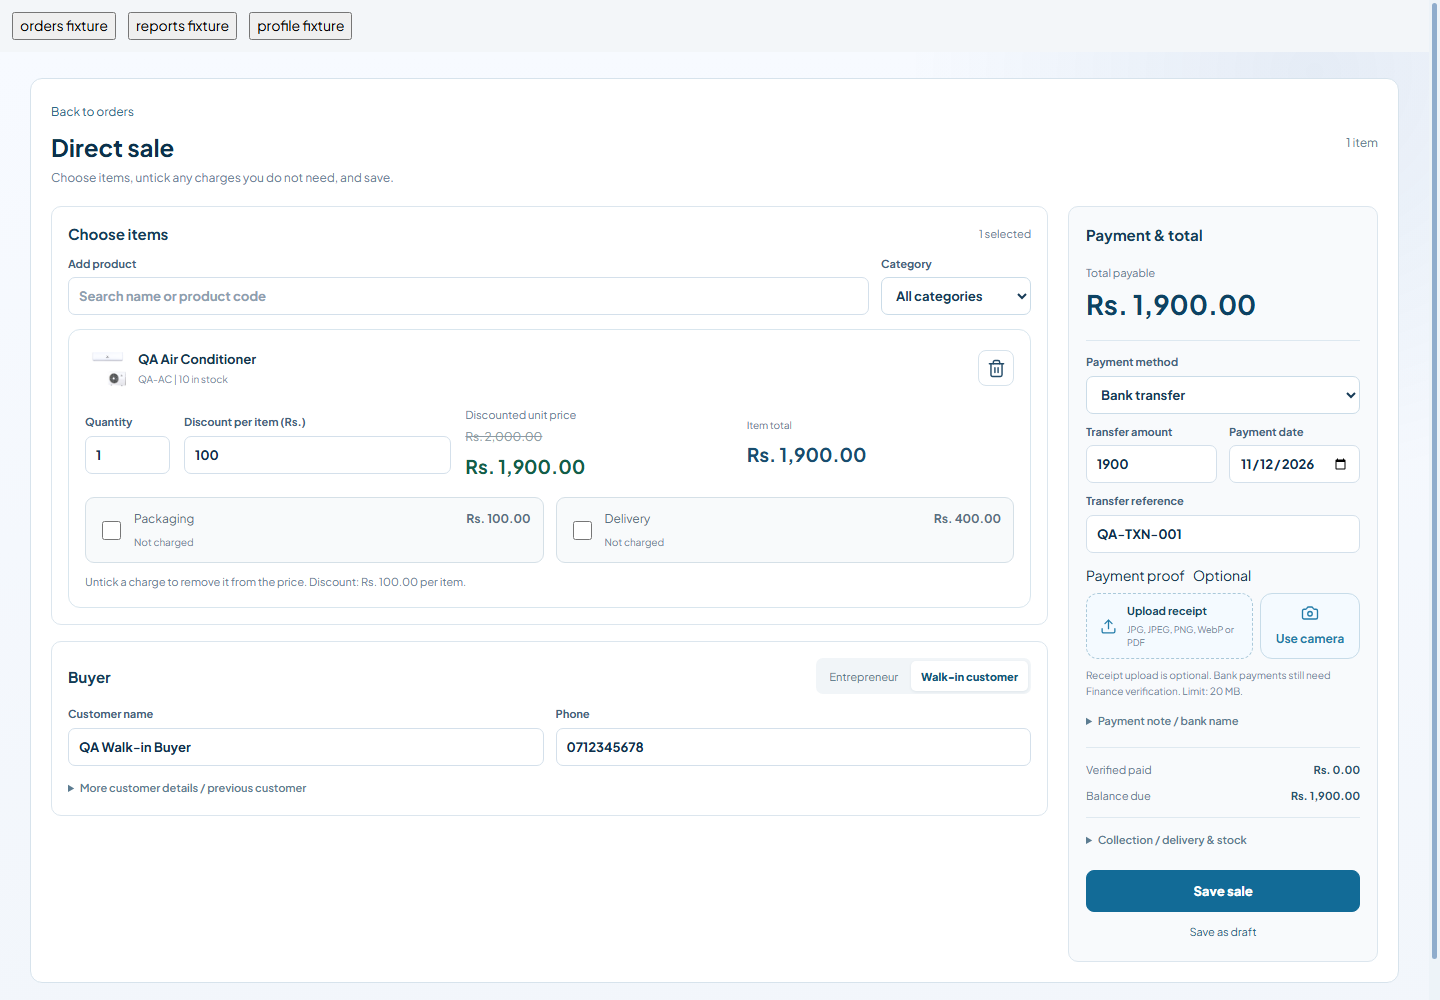 orders fixture
reports fixture
profile fixture
Back to orders
Direct sale
1 item
Choose items, untick any charges you do not need, and save.
Choose items
1 selected
Add product
Category
Search name or product code
All categories
QA Air Conditioner
QA-AC | 10 in stock
Quantity
Discount per item (Rs.)
Discounted unit price
Item total
1
100
Rs. 2,000.00
Rs. 1,900.00
Rs. 1,900.00
Packaging
Rs. 100.00
Not charged
Delivery
Rs. 400.00
Not charged
Untick a charge to remove it from the price. Discount: Rs. 100.00 per item.
Buyer
Entrepreneur
Walk-in customer
Customer name
Phone
QA Walk-in Buyer
0712345678
More customer details / previous customer
Payment & total
Total payable
Rs. 1,900.00
Payment method
Bank transfer
Transfer amount
Payment date
1900
11/12/2026
Transfer reference
QA-TXN-001
Payment proof Optional
Upload receipt
JPG, JPEG, PNG, WebP or
PDF
Use camera
Receipt upload is optional. Bank payments still need
Finance verification. Limit: 20 MB.
Payment note / bank name
Verified paid
Rs. 0.00
Balance due
Rs. 1,900.00
Collection / delivery & stock
Save sale
Save as draft